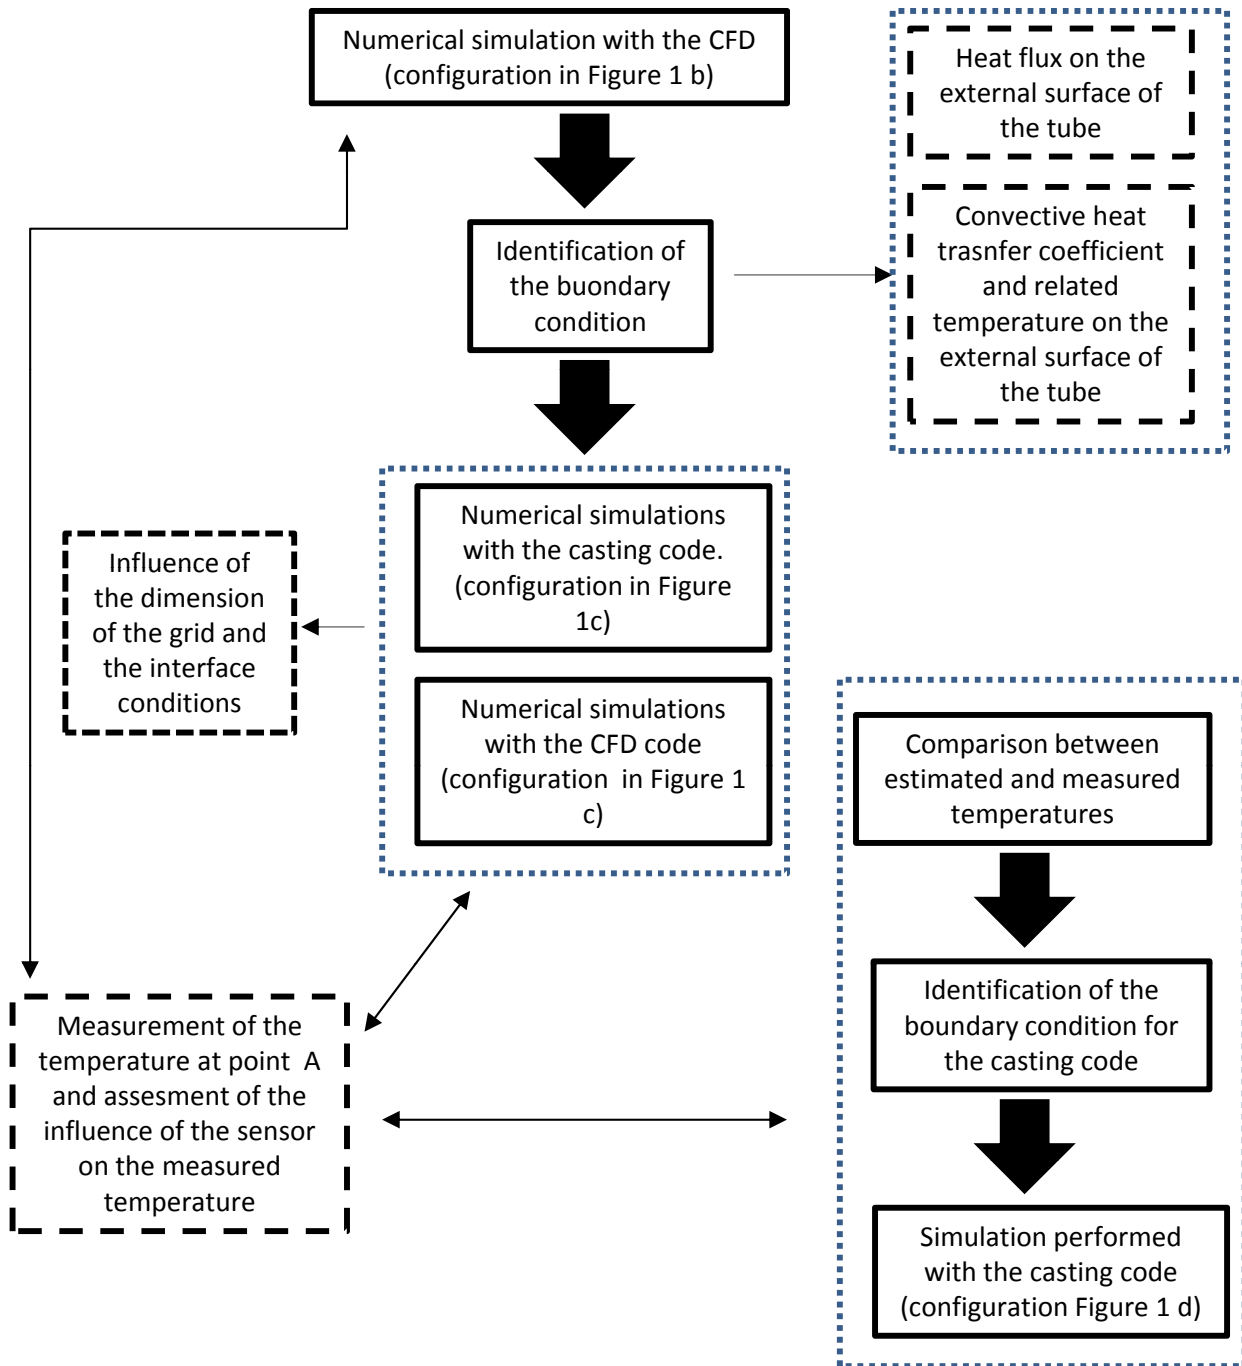 Numerical simulation with the CFD
(configuration in Figure 1 b)
Heat flux on the
external surface of
the tube
Identification of
the buondary
condition
Convective heat
trasnfer coefficient
and related
temperature on the
external surface of
the tube
Numerical simulations
with the casting code.
(configuration in Figure
1c)
Influence of
the dimension
of the grid and
the interface
conditions
Numerical simulations
with the CFD code
(configuration in Figure 1
c)
Comparison between
estimated and measured
temperatures
Identification of the
boundary condition for
the casting code
Measurement of the
temperature at point A
and assesment of the
influence of the sensor
on the measured
temperature
Simulation performed
with the casting code
(configuration Figure 1 d)